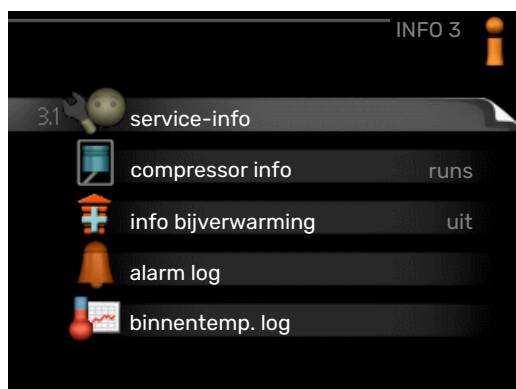 INFO 3
3.1 service-info
compressor info runs
info bijverwarming uit
alarm log
binnentemp. log